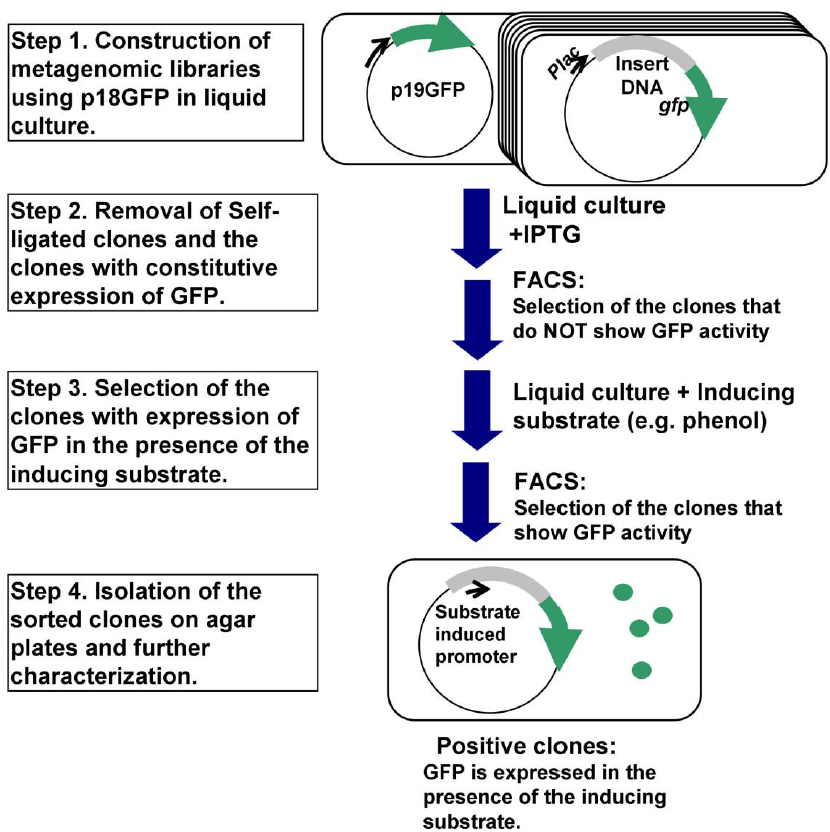 Step 1. Construction of
metagenomic libraries
using p18GFP in liquid
culture.
p19GFP
Plac
Insert
DNA
gfp
Step 2. Removal of Self-
ligated clones and the
clones with constitutive
expression of GFP.
Liquid culture
+IPTG
FACS:
Selection of the clones that
do NOT show GFP activity
Step 3. Selection of the
clones with expression of
GFP in the presence of the
inducing substrate.
Liquid culture + Inducing
substrate (e.g. phenol)
FACS:
Selection of the clones that
show GFP activity
Step 4. Isolation of the
sorted clones on agar
plates and further
characterization.
Substrate
induced
promoter
Positive clones:
GFP is expressed in the
presence of the inducing
substrate.